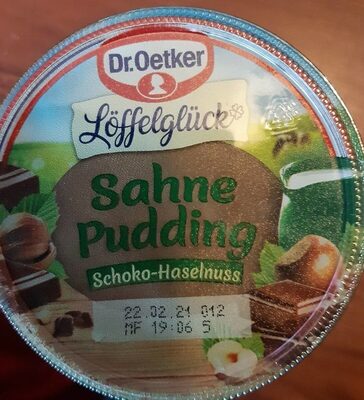 Dr.Oetker
Löffelglück
Sahne
Pudding
Schoko-Haselnuss
22.02.21 012
MF 19:06 5